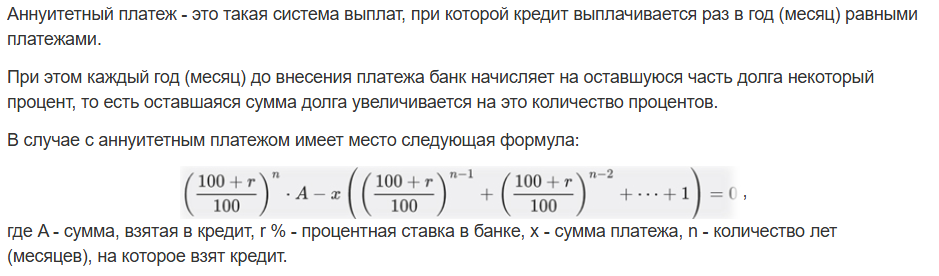 Аннуитетный платеж - это такая система выплат, при которой кредит выплачивается раз в год (месяц) равными
платежами.
При этом каждый год (месяц) до внесения платежа банк начисляет на оставшуюся часть долга некоторый
процент, то есть оставшаяся сумма долга увеличивается на это количество процентов.
В случае с аннуитетным платежом имеет место следующая формула:
$\left(\frac{100+r}{100}\right)^{n} \cdot A - x\left(\left(\frac{100+r}{100}\right)^{n-1} + \left(\frac{100+r}{100}\right)^{n-2} + \cdots + 1\right) = 0$ ,
где A - сумма, взятая в кредит, r % - процентная ставка в банке, x - сумма платежа, n - количество лет
(месяцев), на которое взят кредит.